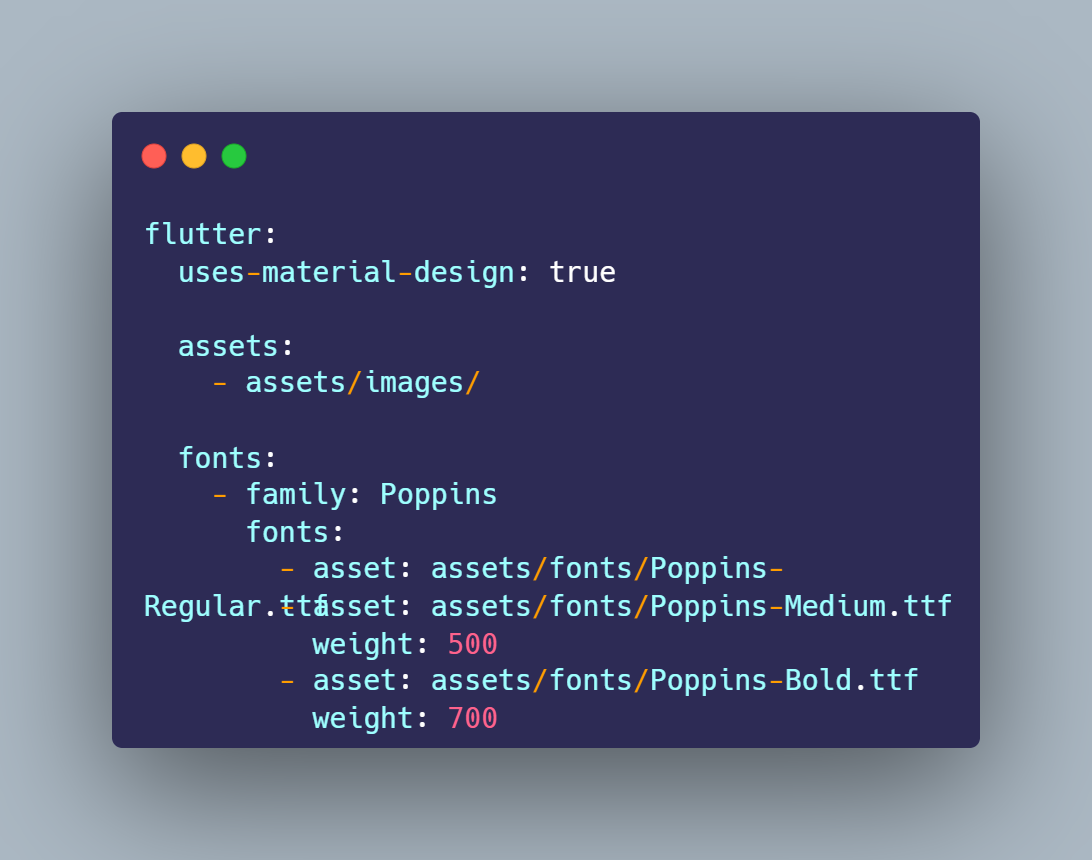 flutter:
  uses-material-design: true

  assets:
    - assets/images/

  fonts:
    - family: Poppins
      fonts:
        - asset: assets/fonts/Poppins-
Regular.ttf
        - asset: assets/fonts/Poppins-Medium.ttf
          weight: 500
        - asset: assets/fonts/Poppins-Bold.ttf
          weight: 700